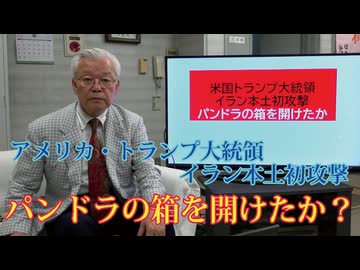 米国トランプ大統領
イラン本土初攻撃
パンドラの箱を開けたか
アメリカ・トランプ大統領
イラン本土初攻撃
パンドラの箱を開けたか？